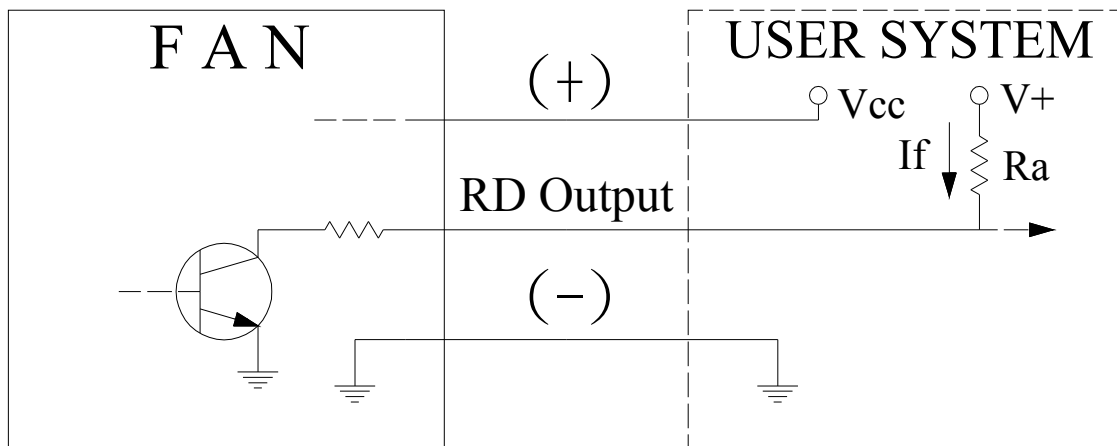 F A N
USER SYSTEM
(+)
Vcc
V+
If
Ra
RD Output
(-)